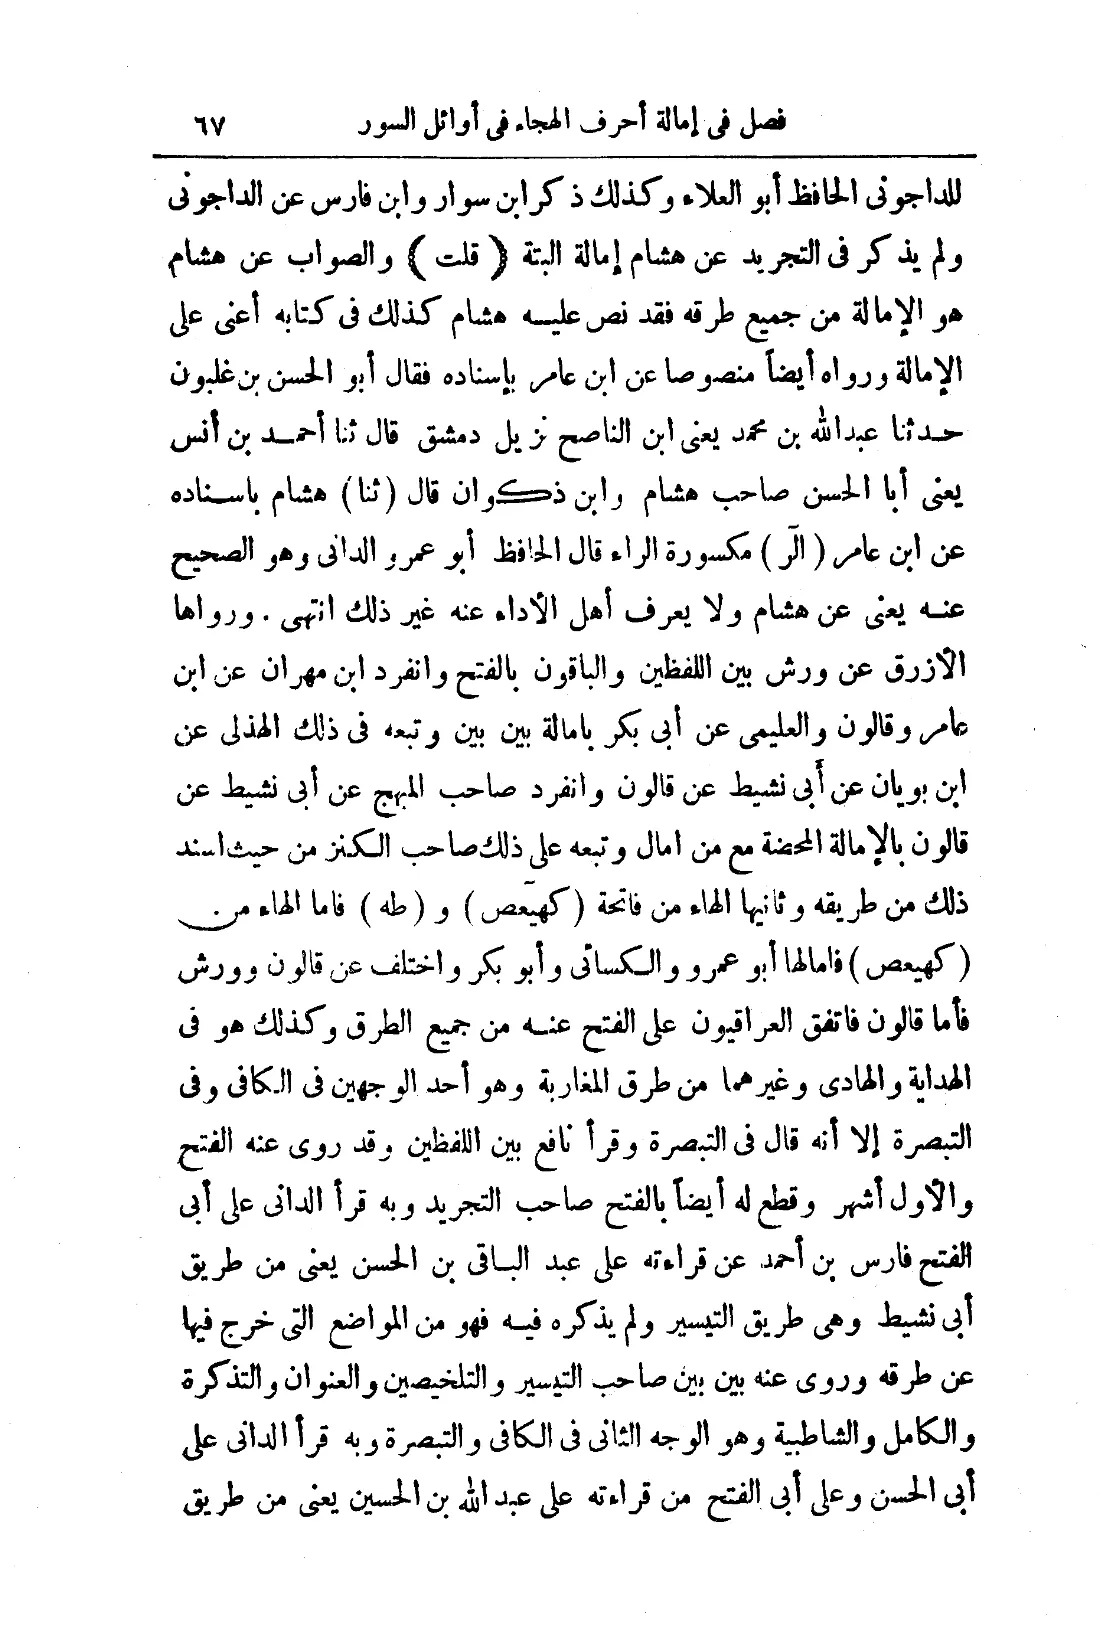 فصل فى إمالة أحرف الهجاء فى أوائل السور ٦٧
للداجونى الحافظ أبو العلاء وكذلك ذكر ابن سوار وابن فارس عن الداجونى
ولم يذكر فى التجريد عن هشام إمالة البتة (قلت) والصواب عن هشام
هو الإمالة من جميع طرقه فقد نص عليه هشام كذلك فى كتابه أعنى على
الإمالة ورواه أيضاً منصوصا عن ابن عامر بإسناده فقال أبو الحسن بن غلبون
حدثنا عبدالله بن محمد يعنى ابن الناصح نزيل دمشق قال ثنا أحمد بن أنس
يعنى أبا الحسن صاحب هشام وابن ذكوان قال (ثنا) هشام باسناده
عن ابن عامر (الٓر) مكسورة الراء قال الحافظ أبو عمرو الدانى وهو الصحيح
عنه يعنى عن هشام ولا يعرف أهل الأداء عنه غير ذلك انتهى . ورواها
الأزرق عن ورش بين اللفظين والباقون بالفتح وانفرد ابن مهران عن ابن
عامر وقالون والعليمى عن أبى بكر بامالة بين بين وتبعه فى ذلك الهذلى عن
ابن بويان عن أبى نشيط عن قالون وانفرد صاحب المبهج عن أبى نشيط عن
قالون بالإمالة المحضة مع من امال وتبعه على ذلك صاحب الكنز من حيث اسند
ذلك من طريقه وثانيها الهاء من فاتحة (كهيٓعص) و (طه) فاما الهاء من
(كهيعص) فامالها أبو عمرو والكسائى وأبو بكر واختلف عن قالون وورش
فأما قالون فاتفق العراقيون على الفتح عنه من جميع الطرق وكذلك هو فى
الهداية والهادى وغيرهما من طرق المغاربة وهو أحد الوجهين فى الكافى وفى
التبصرة إلا أنه قال فى التبصرة وقرأ نافع بين اللفظين وقد روى عنه الفتح
والأول أشهر وقطع له أيضاً بالفتح صاحب التجريد وبه قرأ الدانى على أبى
الفتح فارس بن أحمد عن قراءته على عبد الباقى بن الحسن يعنى من طريق
أبى نشيط وهى طريق التيسير ولم يذكره فيه فهو من المواضع التى خرج فيها
عن طرقه وروى عنه بين بين صاحب التيسير والتلخيصين والعنوان والتذكرة
والكامل والشاطبية وهو الوجه الثانى فى الكافى والتبصرة وبه قرأ الدانى على
أبى الحسن وعلى أبى الفتح من قراءته على عبد الله بن الحسين يعنى من طريق